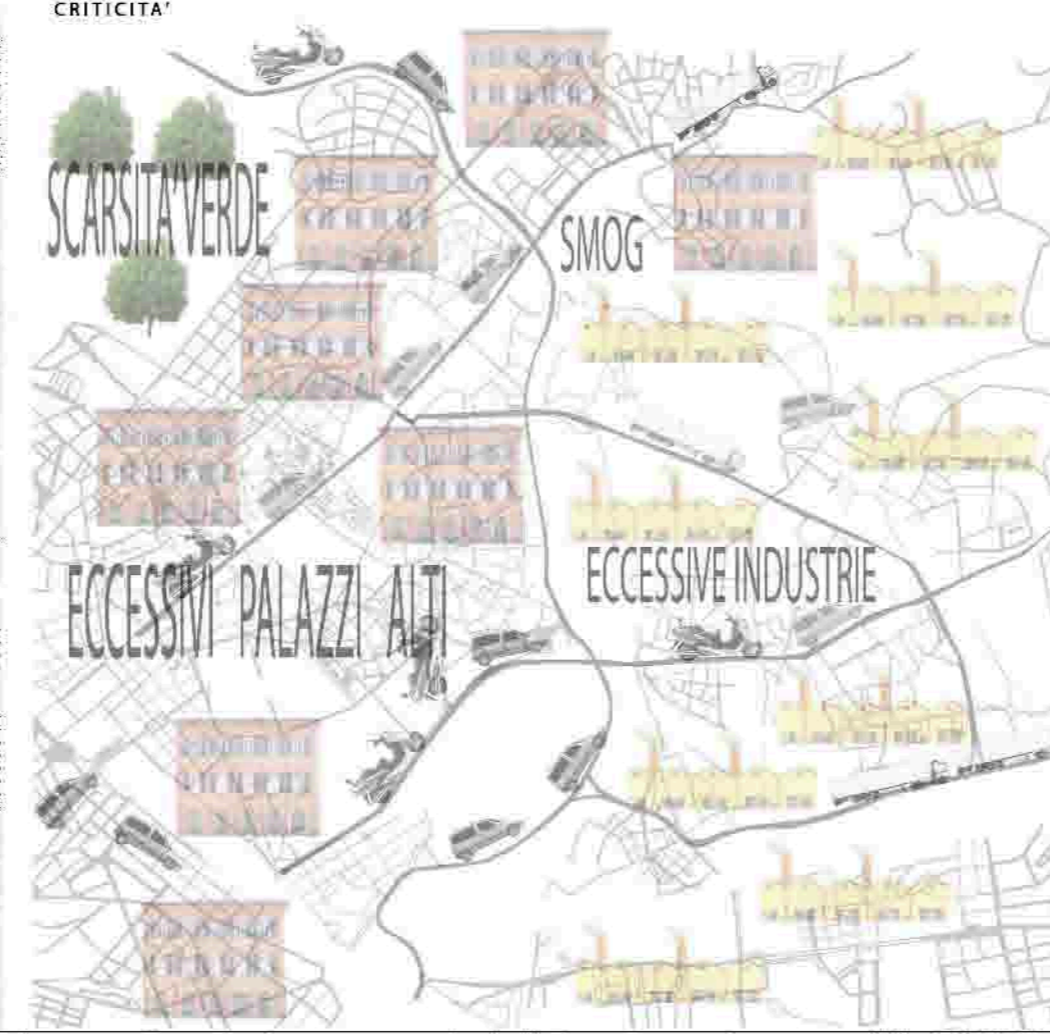 CRITICITA'
SCARSITA'VERDE
SMOG
ECCESSIVI PALAZZI ALTI
ECCESSIVE INDUSTRIE